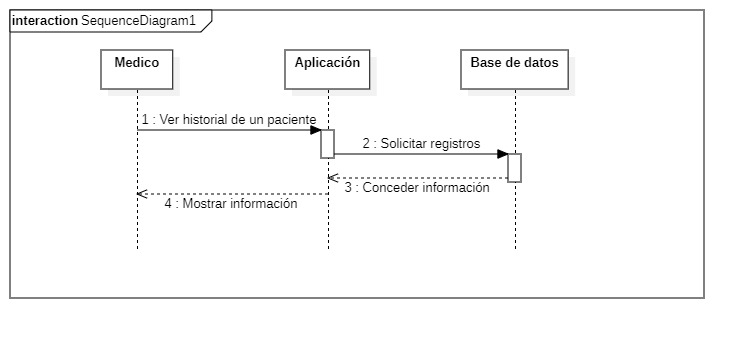 interaction SequenceDiagram1
Medico
Aplicación
Base de datos
1 : Ver historial de un paciente
2 : Solicitar registros
3 : Conceder información
4 : Mostrar información